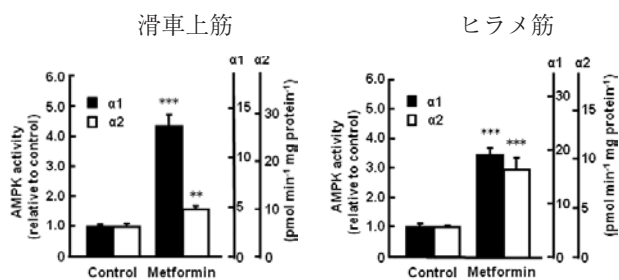 滑車上筋
ヒラメ筋
α1 α2
6.0
5.0
4.0
3.0
2.0
1.0
0
AMPK activity
(relative to control)
α1
α2
***
**
15
10
5
0
30
20
10
0
(pmol min-1 mg protein-1)
Control Metformin
α1 α2
6.0
5.0
4.0
3.0
2.0
1.0
0
AMPK activity
(relative to control)
α1
α2
***
***
30
20
10
0
15
10
5
0
(pmol min-1 mg protein-1)
Control Metformin